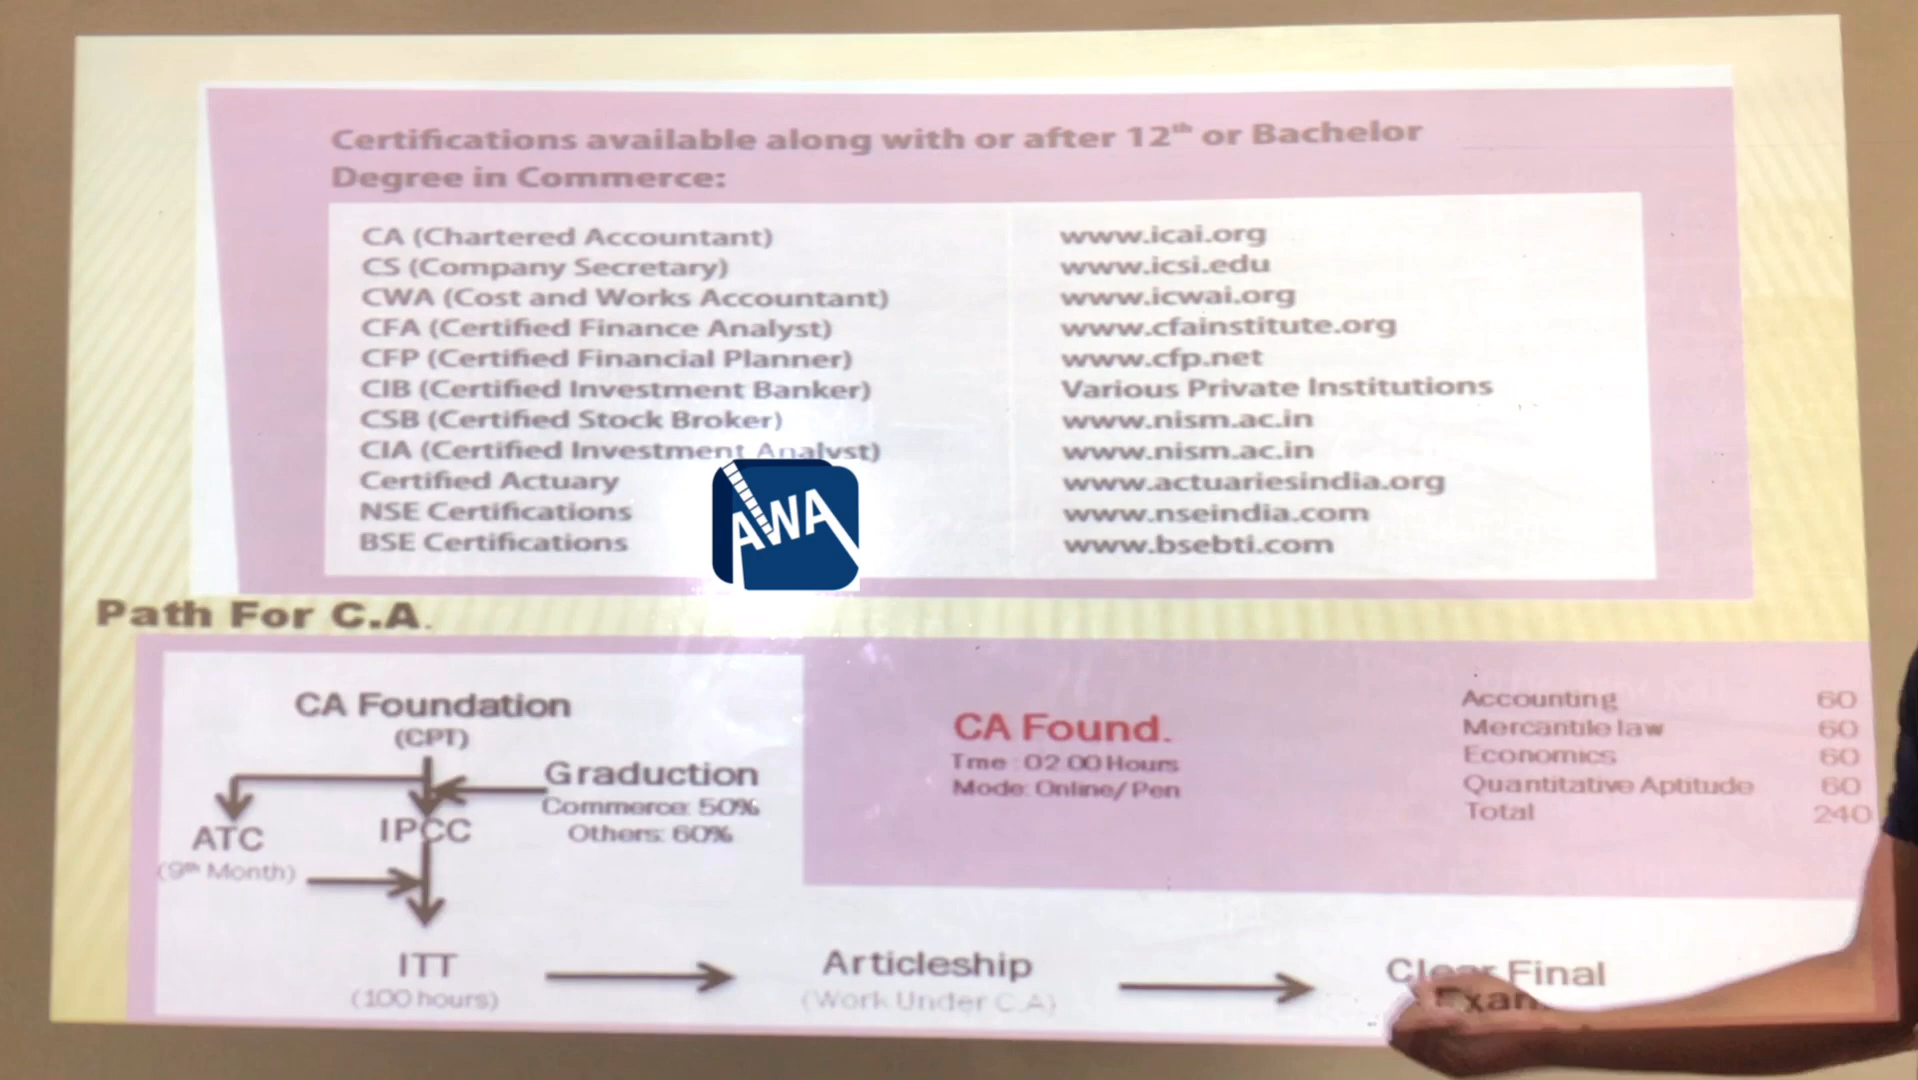 Certifications available along with or after 12th or Bachelor
Degree in Commerce:
CA (Chartered Accountant) www.icai.org
CS (Company Secretary) www.icsi.edu
CWA (Cost and Works Accountant) www.icwai.org
CFA (Certified Finance Analyst) www.cfainstitute.org
CFP (Certified Financial Planner) www.cfp.net
CIB (Certified Investment Banker) Various Private Institutions
CSB (Certified Stock Broker) www.nism.ac.in
CIA (Certified Investment Analyst) www.nism.ac.in
Certified Actuary www.actuariesindia.org
NSE Certifications www.nseindia.com
BSE Certifications www.bsebti.com
AWA
Path For C.A.
CA Foundation
(CPT)
Graduction
Commerce: 50%
Others: 60%
ATC
(9th Month)
IPCC
ITT
(100 hours)
Articleship
(Work Under C.A)
Clear Final
Exam
CA Found.
Tme : 02 00 Hours
Mode: Online/ Pen
Accounting 60
Mercantile law 60
Economics 60
Quantitative Aptitude 60
Total 240